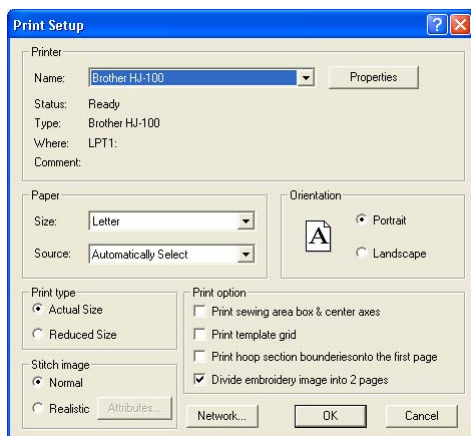 Print Setup
Printer
Name: Brother HJ-100 Properties
Status: Ready
Type: Brother HJ-100
Where: LPT1:
Comment:
Paper
Size: Letter
Source: Automatically Select
Orientation
A
Portrait
Landscape
Print type
Actual Size
Reduced Size
Print option
Print sewing area box & center axes
Print template grid
Print hoop section bounderiesonto the first page
Divide embroidery image into 2 pages
Stitch image
Normal
Realistic Attributes...
Network... OK Cancel